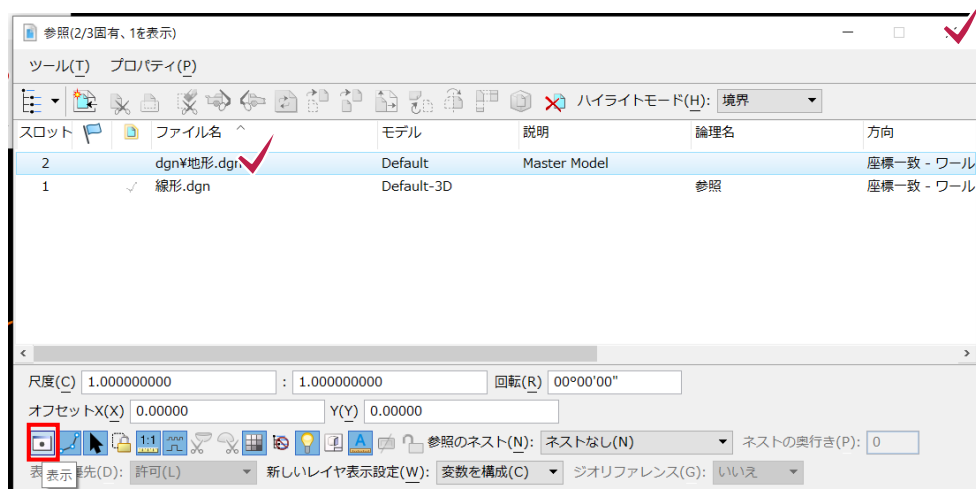 参照(2/3固有、1を表示)
ツール(T) プロパティ(P)
ハイライトモード(H): 境界
スロット ファイル名 モデル 説明 論理名 方向
2 dgn¥地形.dgn Default Master Model 座標一致 - ワール
1 線形.dgn Default-3D 参照 座標一致 - ワール
尺度(C) 1.000000000 : 1.000000000 回転(R) 00°00'00"
オフセットX(X) 0.00000 Y(Y) 0.00000
1:1 A 参照のネスト(N): ネストなし(N) ネストの奥行き(P): 0
表 優先(D): 許可(L) 新しいレイヤ表示設定(W): 変数を構成(C) ジオリファレンス(G): いいえ
表示